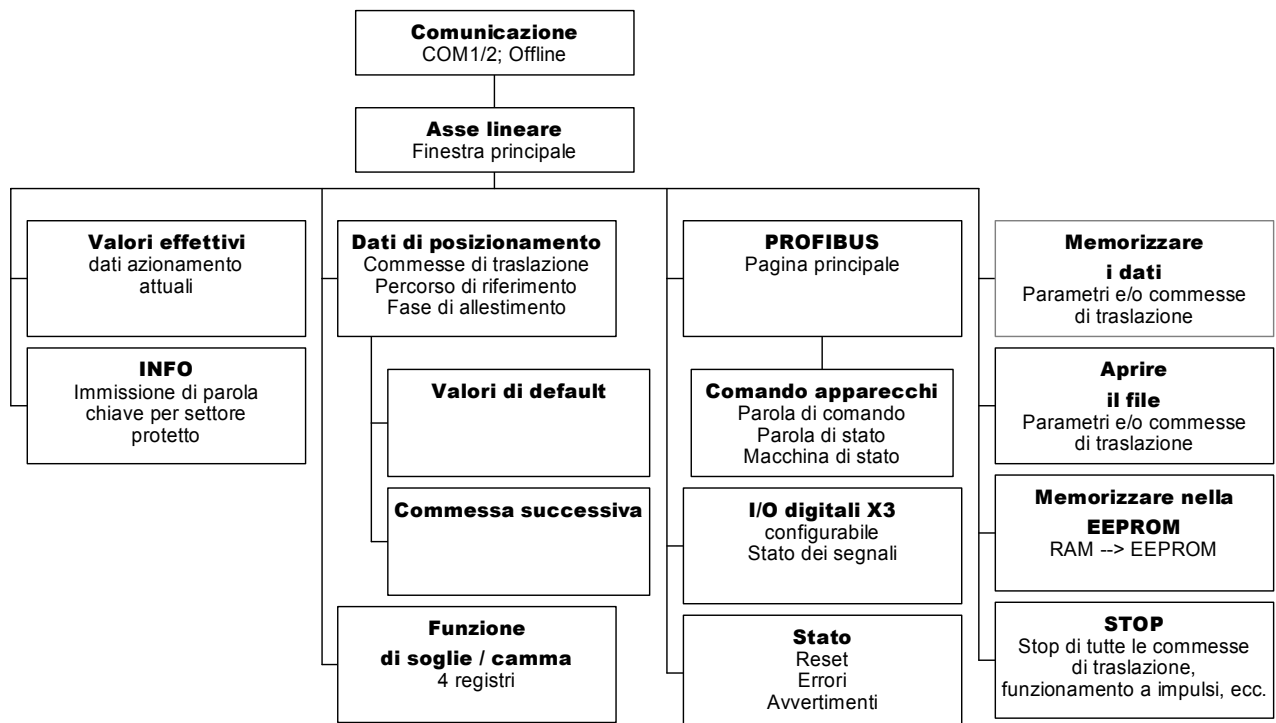 Comunicazione
COM1/2; Offline
Asse lineare
Finestra principale
Valori effettivi
dati azionamento
attuali
INFO
Immissione di parola
chiave per settore
protetto
Dati di posizionamento
Commesse di traslazione
Percorso di riferimento
Fase di allestimento
Valori di default
Commessa successiva
Funzione
di soglie / camma
4 registri
PROFIBUS
Pagina principale
Comando apparecchi
Parola di comando
Parola di stato
Macchina di stato
I/O digitali X3
configurabile
Stato dei segnali
Stato
Reset
Errori
Avvertimenti
Memorizzare
i dati
Parametri e/o commesse
di traslazione
Aprire
il file
Parametri e/o commesse
di traslazione
Memorizzare nella
EEPROM
RAM --> EEPROM
STOP
Stop di tutte le commesse
di traslazione,
funzionamento a impulsi, ecc.